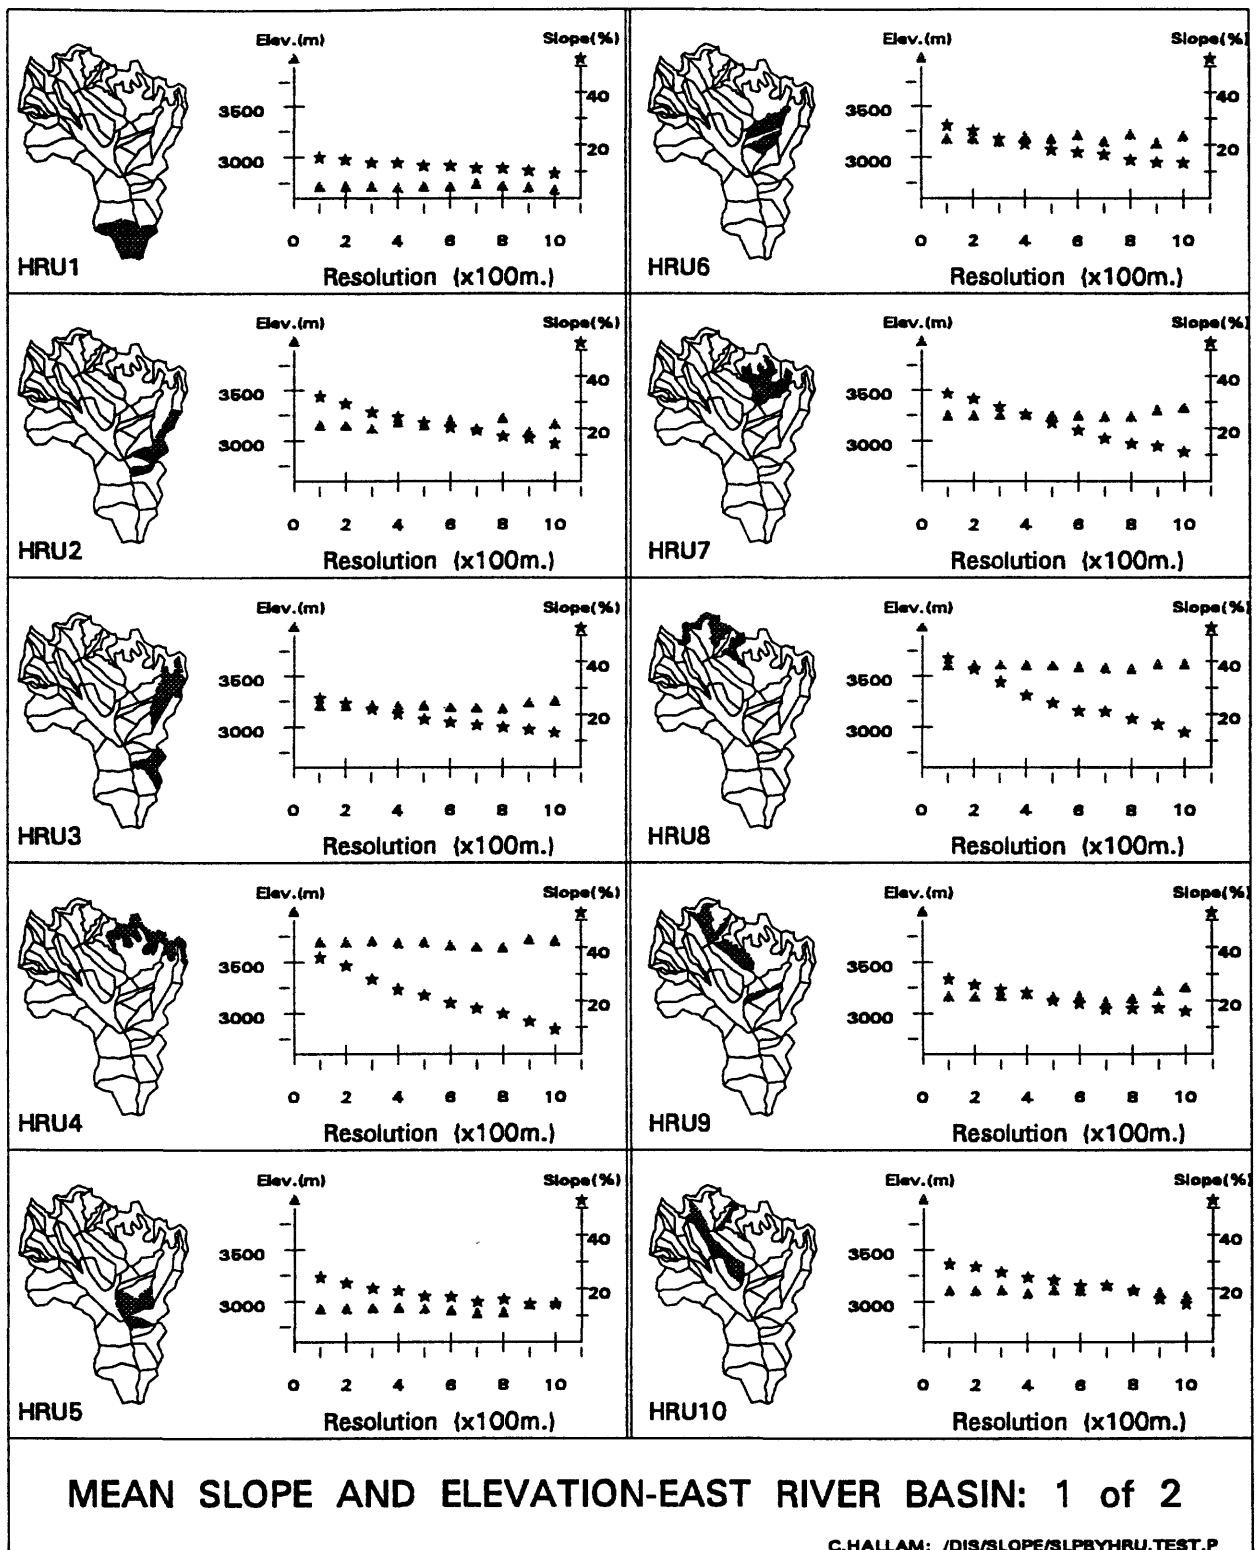 Elev.(m) Slope(%)
3500 40
3000 20
0 2 4 6 8 10
HRU1 Resolution (x100m.)
Elev.(m) Slope(%)
3500 40
3000 20
0 2 4 6 8 10
HRU6 Resolution (x100m.)
Elev.(m) Slope(%)
3500 40
3000 20
0 2 4 6 8 10
HRU2 Resolution (x100m.)
Elev.(m) Slope(%)
3500 40
3000 20
0 2 4 6 8 10
HRU7 Resolution (x100m.)
Elev.(m) Slope(%)
3500 40
3000 20
0 2 4 6 8 10
HRU3 Resolution (x100m.)
Elev.(m) Slope(%)
3500 40
3000 20
0 2 4 6 8 10
HRU8 Resolution (x100m.)
Elev.(m) Slope(%)
3500 40
3000 20
0 2 4 6 8 10
HRU4 Resolution (x100m.)
Elev.(m) Slope(%)
3500 40
3000 20
0 2 4 6 8 10
HRU9 Resolution (x100m.)
Elev.(m) Slope(%)
3500 40
3000 20
0 2 4 6 8 10
HRU5 Resolution (x100m.)
Elev.(m) Slope(%)
3500 40
3000 20
0 2 4 6 8 10
HRU10 Resolution (x100m.)
MEAN SLOPE AND ELEVATION-EAST RIVER BASIN: 1 of 2
C.HALLAM: /DIS/SLOPE/SLPBYHRU.TEST.P